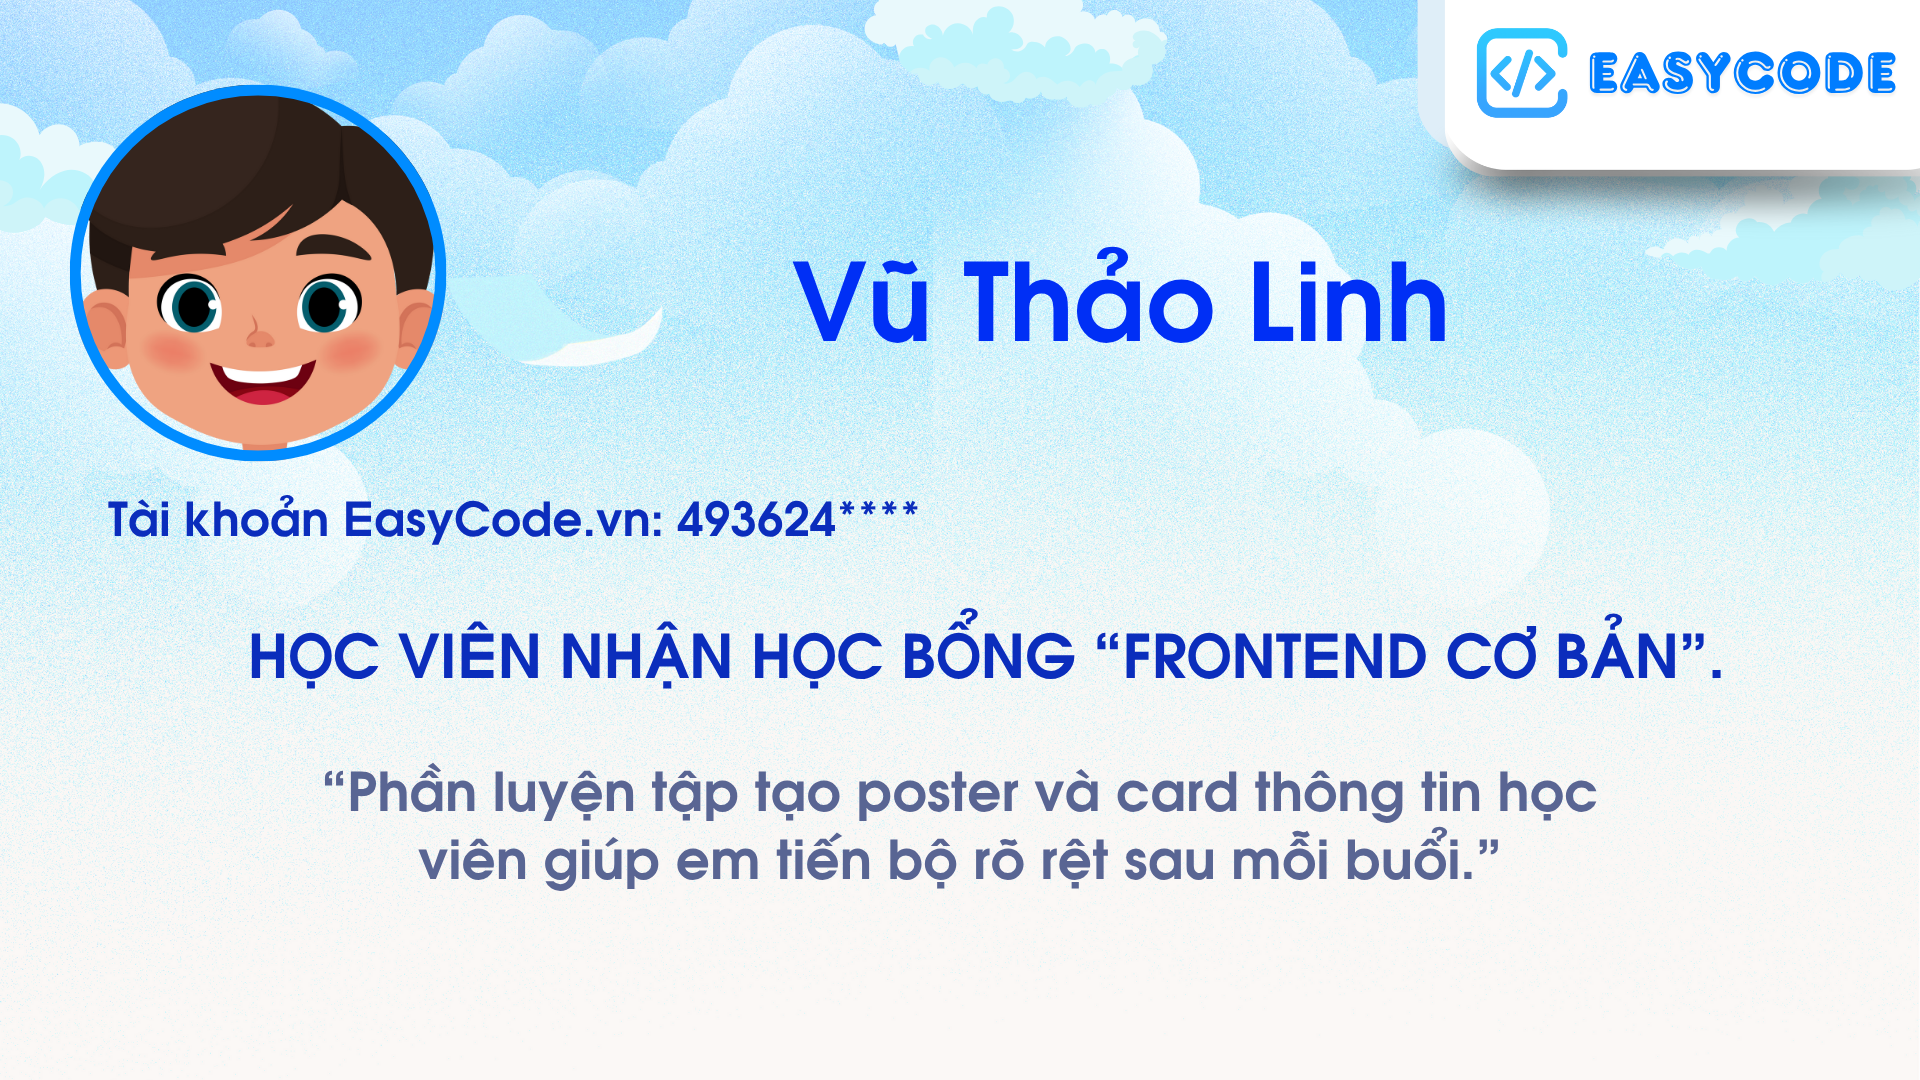 EASYCODE
Vũ Thảo Linh
Tài khoản EasyCode.vn: 493624****
HỌC VIÊN NHẬN HỌC BỔNG “FRONTEND CƠ BẢN”.
“Phần luyện tập tạo poster và card thông tin học
viên giúp em tiến bộ rõ rệt sau mỗi buổi.”